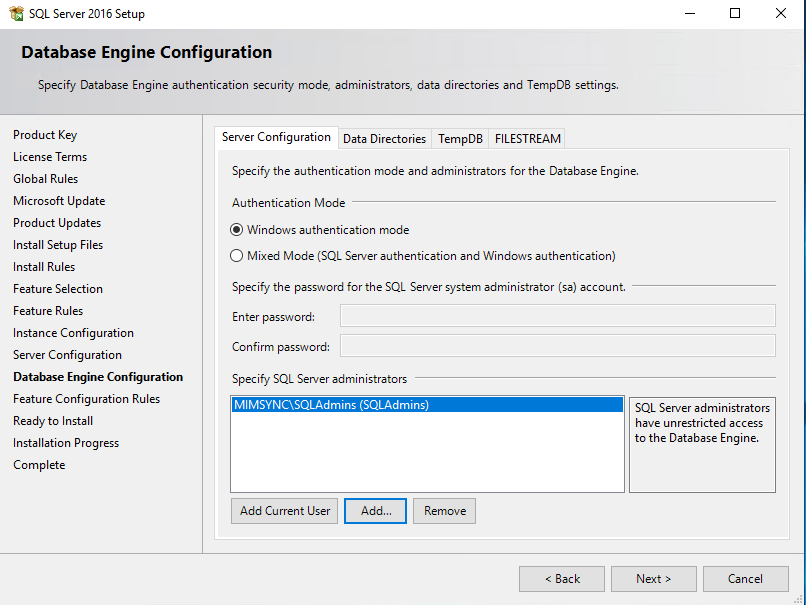 SQL Server 2016 Setup
Database Engine Configuration
Specify Database Engine authentication security mode, administrators, data directories and TempDB settings.
Product Key
License Terms
Global Rules
Microsoft Update
Product Updates
Install Setup Files
Install Rules
Feature Selection
Feature Rules
Instance Configuration
Server Configuration
Database Engine Configuration
Feature Configuration Rules
Ready to Install
Installation Progress
Complete
Server Configuration Data Directories TempDB FILESTREAM
Specify the authentication mode and administrators for the Database Engine.
Authentication Mode
Windows authentication mode
Mixed Mode (SQL Server authentication and Windows authentication)
Specify the password for the SQL Server system administrator (sa) account.
Enter password:
Confirm password:
Specify SQL Server administrators
MIMSYNC\SQLAdmins (SQLAdmins)
SQL Server administrators
have unrestricted access
to the Database Engine.
Add Current User Add... Remove
< Back Next > Cancel